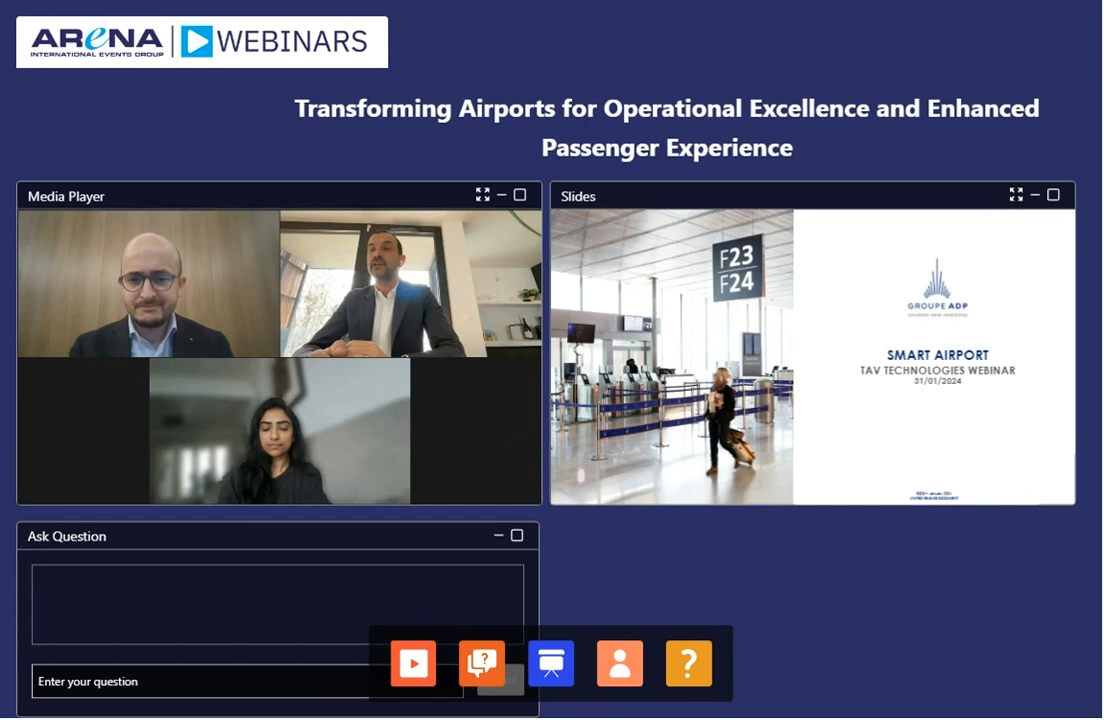 ARENA WEBINARS
INTERNATIONAL EVENTS GROUP
Transforming Airports for Operational Excellence and Enhanced
Passenger Experience
Media Player
Slides
F23
F24
GROUPE ADP
SMART AIRPORT
TAV TECHNOLOGIES WEBINAR
31/01/2024
Ask Question
Enter your question
?
?